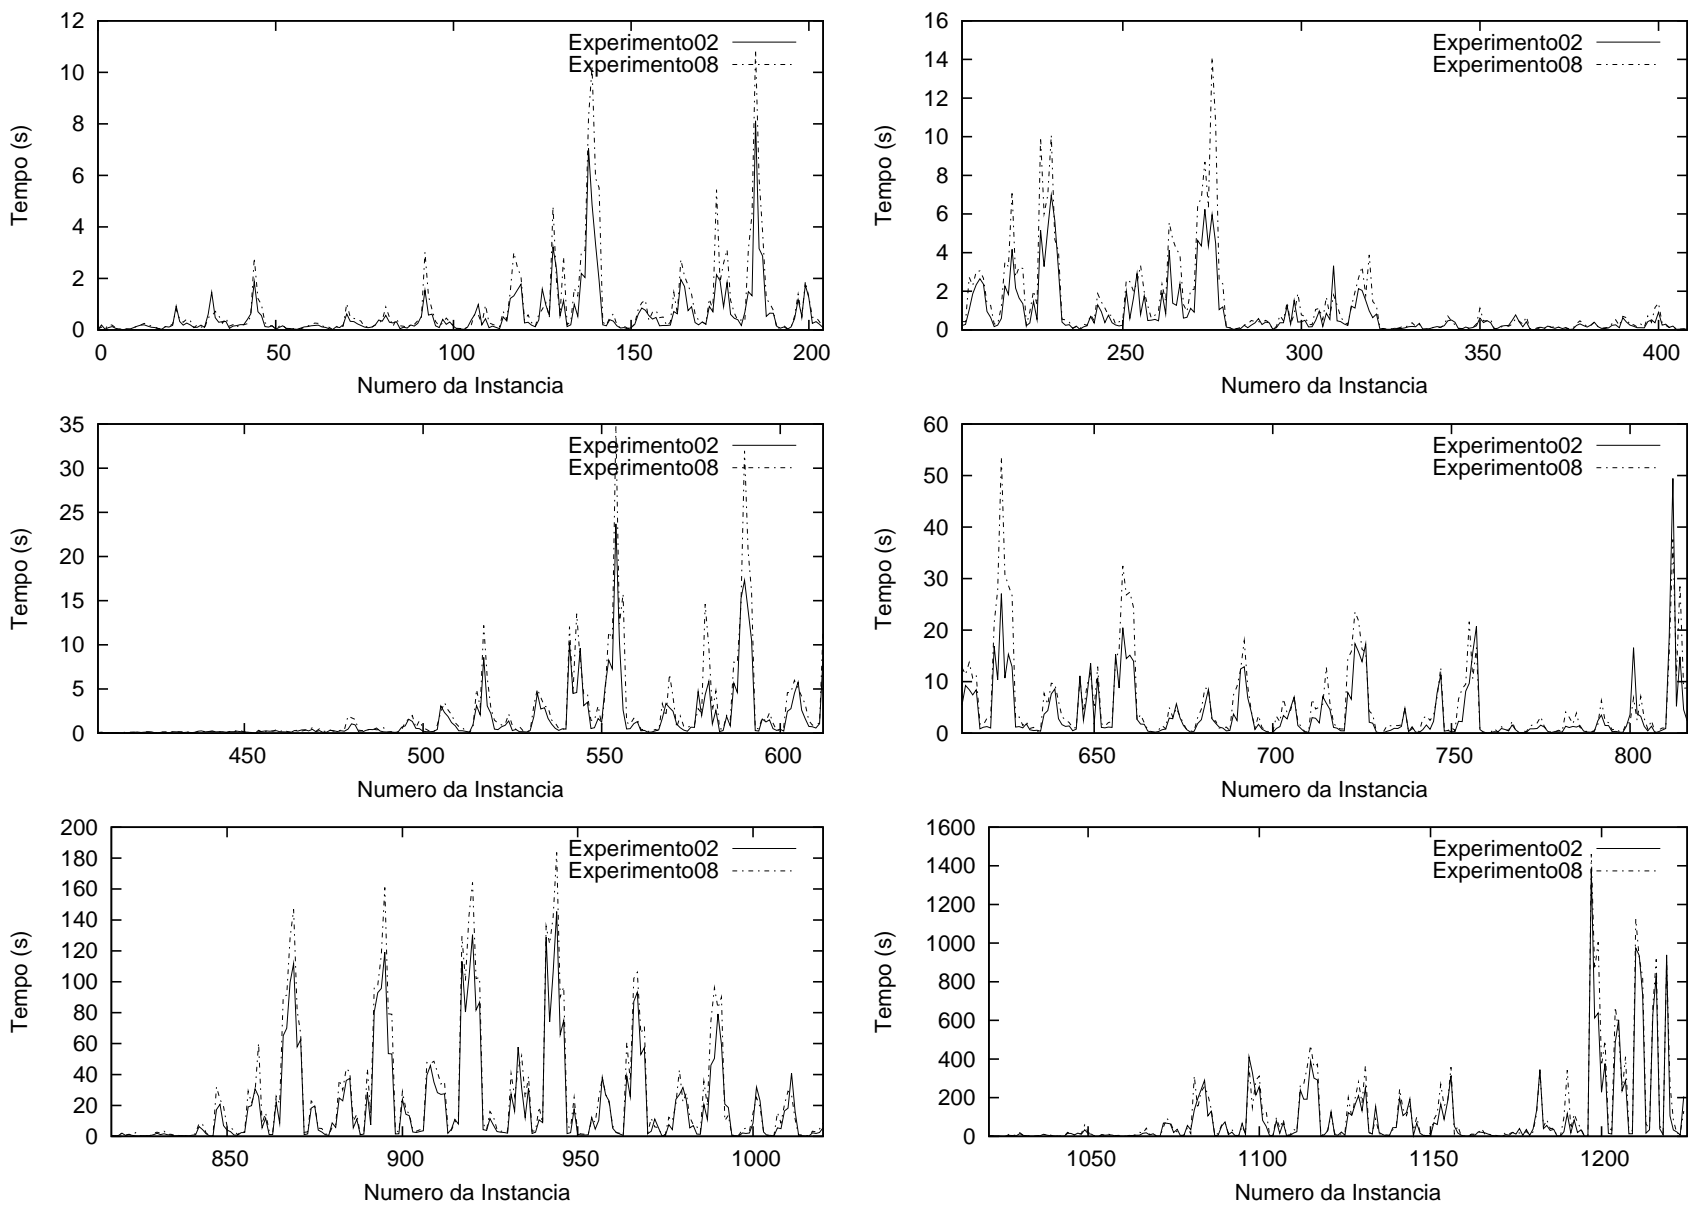 12
10
8
6
4
2
0
0 50 100 150 200
Tempo (s)
Numero da Instancia
Experimento02
Experimento08
16
14
12
10
8
6
4
2
0
250 300 350 400
Tempo (s)
Numero da Instancia
Experimento02
Experimento08
35
30
25
20
15
10
5
0
450 500 550 600
Tempo (s)
Numero da Instancia
Experimento02
Experimento08
60
50
40
30
20
10
0
650 700 750 800
Tempo (s)
Numero da Instancia
Experimento02
Experimento08
200
180
160
140
120
100
80
60
40
20
0
850 900 950 1000
Tempo (s)
Numero da Instancia
Experimento02
Experimento08
1600
1400
1200
1000
800
600
400
200
0
1050 1100 1150 1200
Tempo (s)
Numero da Instancia
Experimento02
Experimento08